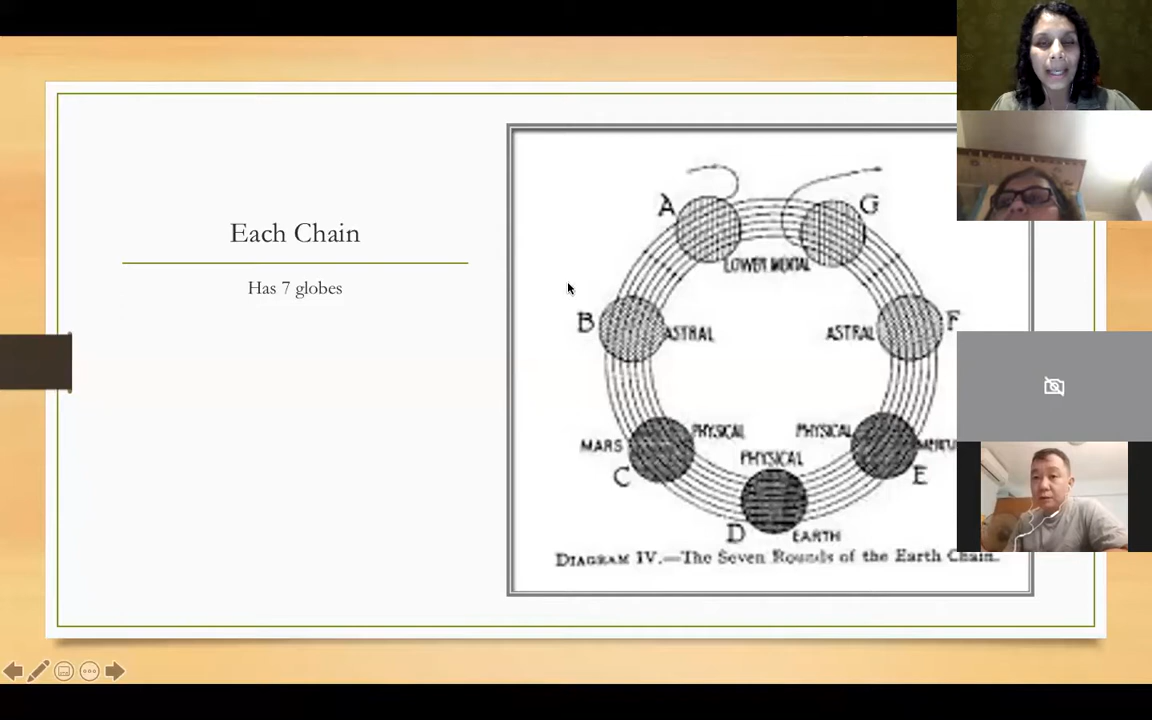 Each Chain
Has 7 globes
A
G
LOWER MENTAL
B
ASTRAL
ASTRAL
F
MARS
PHYSICAL
PHYSICAL
C
PHYSICAL
E
D
EARTH
DIAGRAM IV.—The Seven Rounds of the Earth Chain.